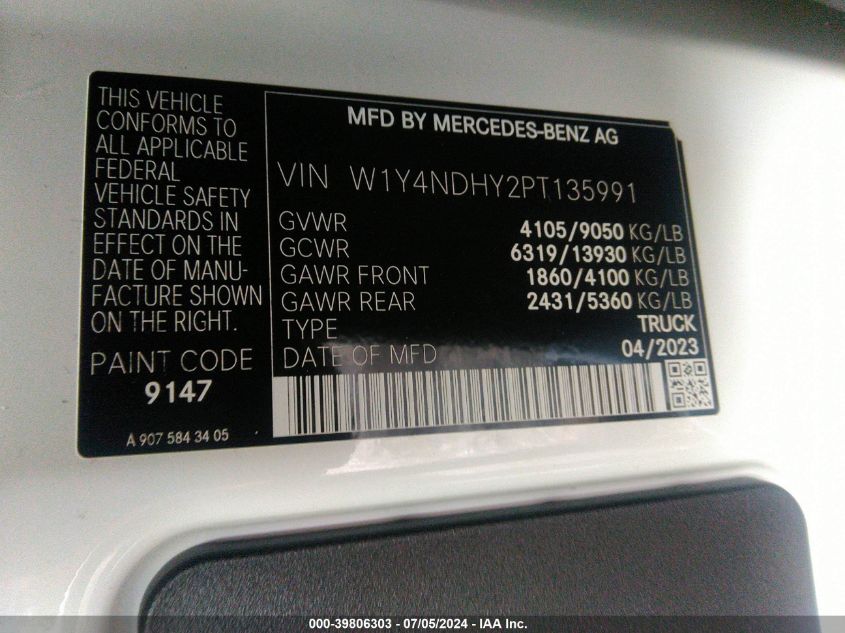 THIS VEHICLE
CONFORMS TO
ALL APPLICABLE
FEDERAL
VEHICLE SAFETY
STANDARDS IN
EFFECT ON THE
DATE OF MANU-
FACTURE SHOWN
ON THE RIGHT.
PAINT CODE
9147
A 907 584 34 05
MFD BY MERCEDES-BENZ AG
VIN W1Y4NDHY2PT135991
GVWR 4105/9050 KG/LB
GCWR 6319/13930 KG/LB
GAWR FRONT 1860/4100 KG/LB
GAWR REAR 2431/5360 KG/LB
TYPE TRUCK
DATE OF MFD 04/2023
000-39806303 - 07/05/2024 - IAA Inc.